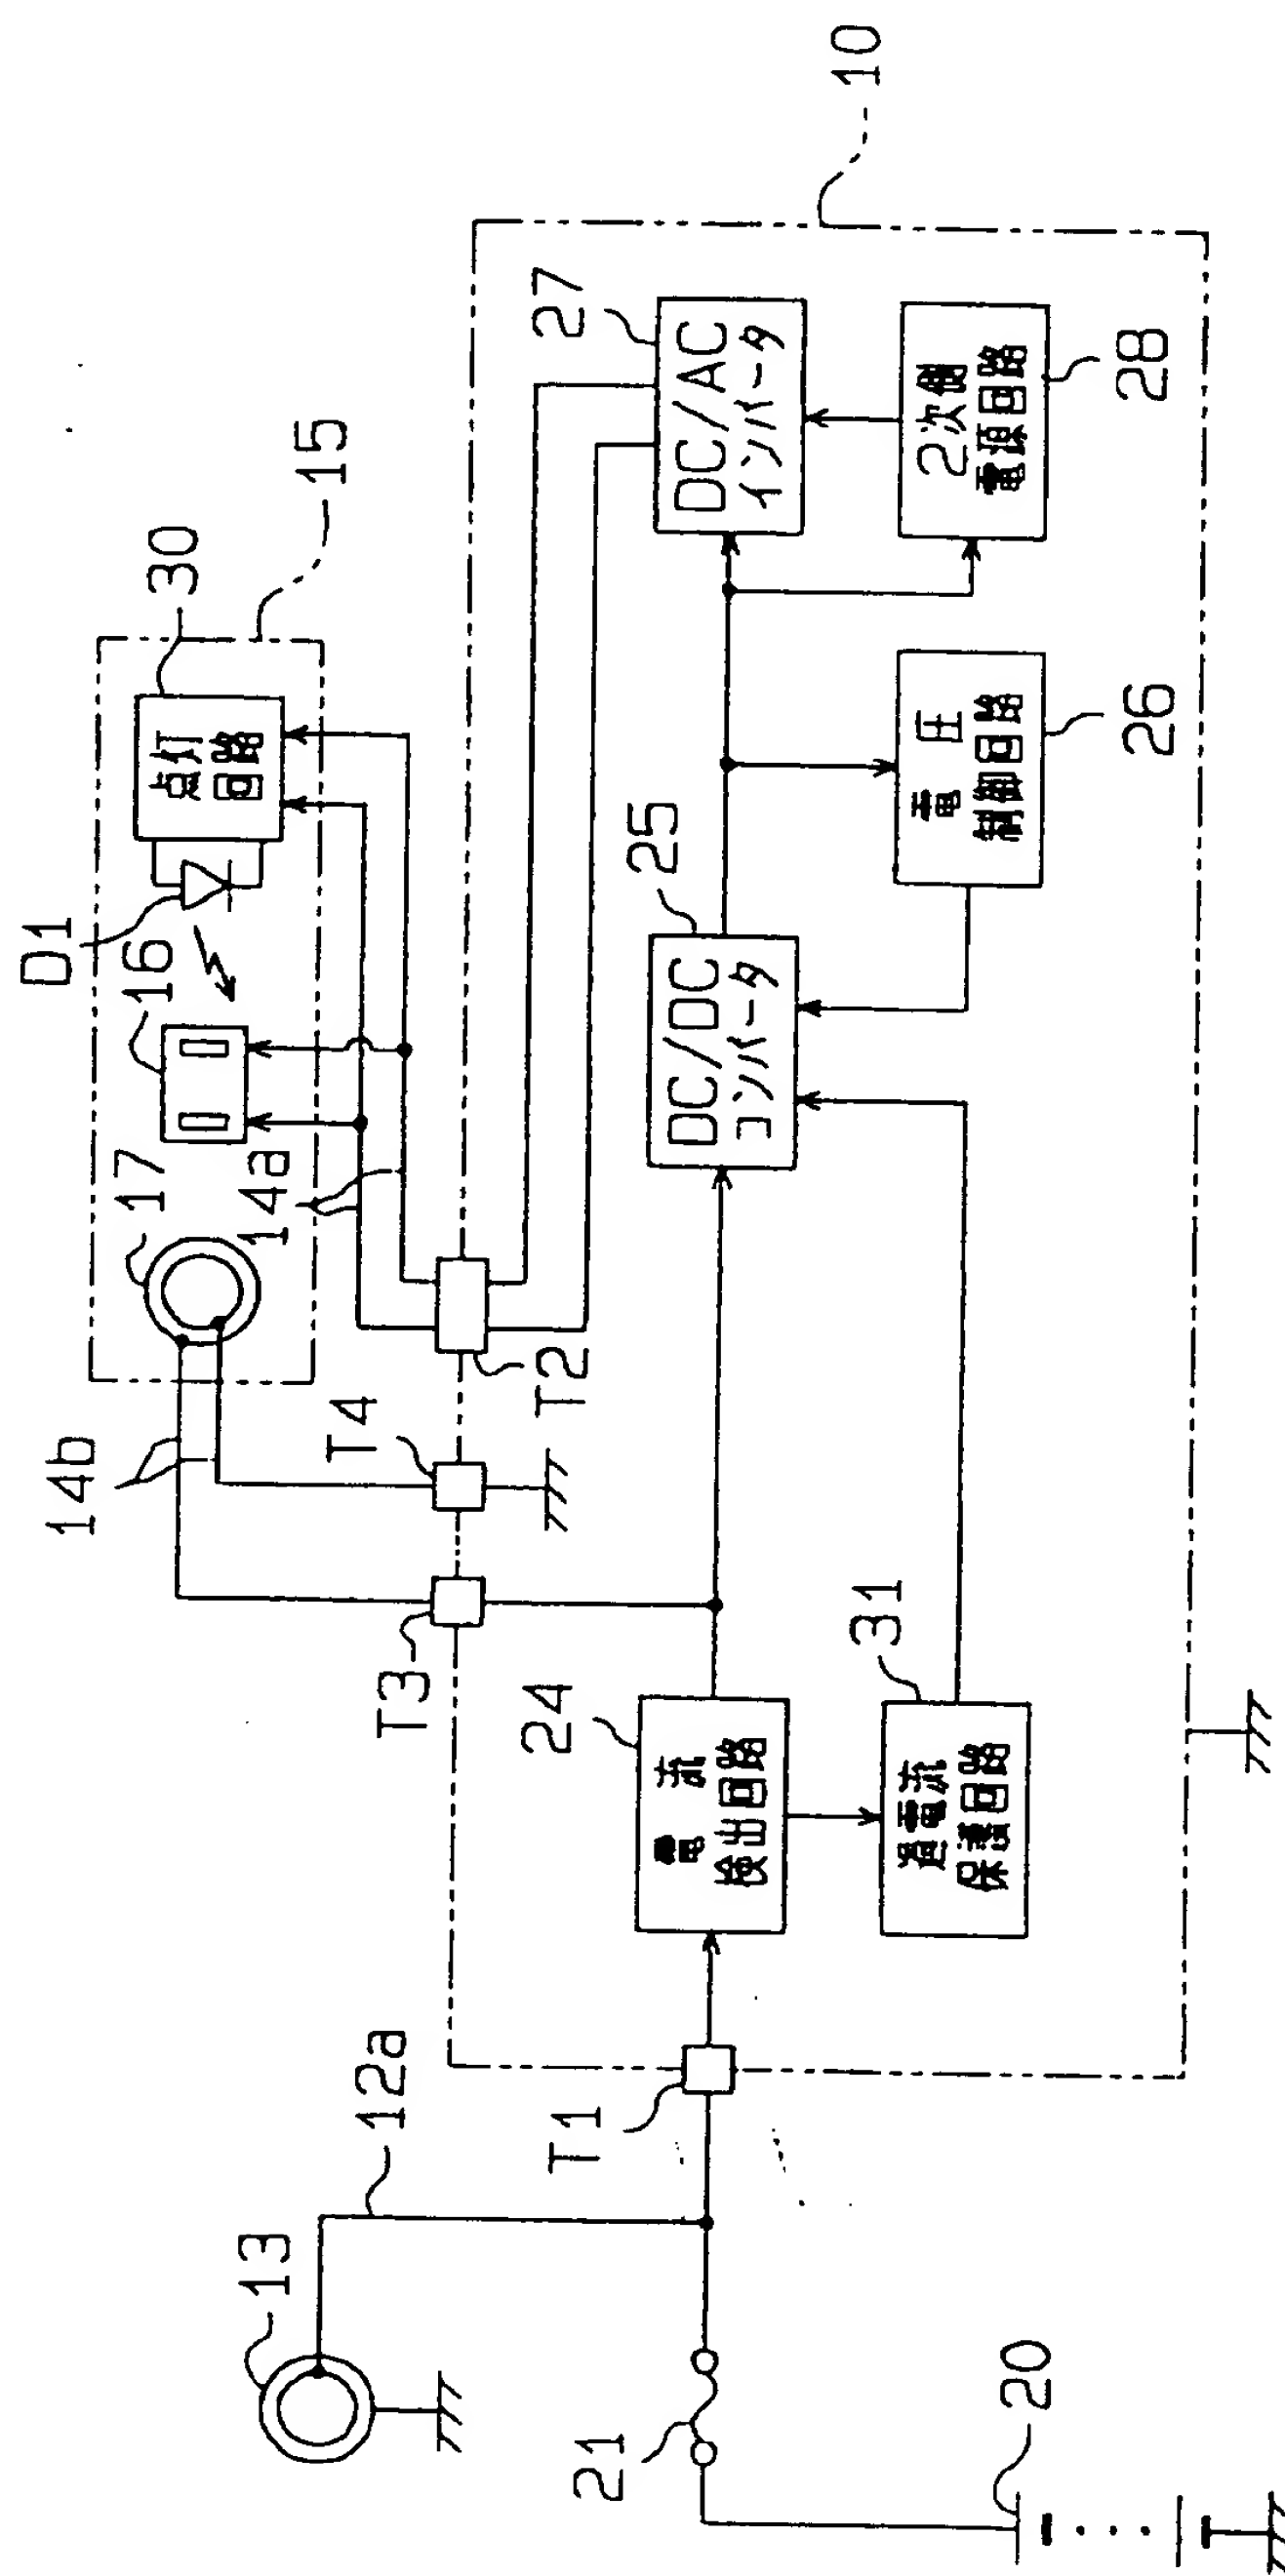 10
15
30
点灯
回路
D1
16
17
14a
14b
27
DC/AC
インバータ
2次側
電源回路
28
25
DC/DC
コンバータ
電圧
制御回路
26
T2
T4
T3
24
電流
検出回路
31
過電流
保護回路
T1
12a
13
21
20